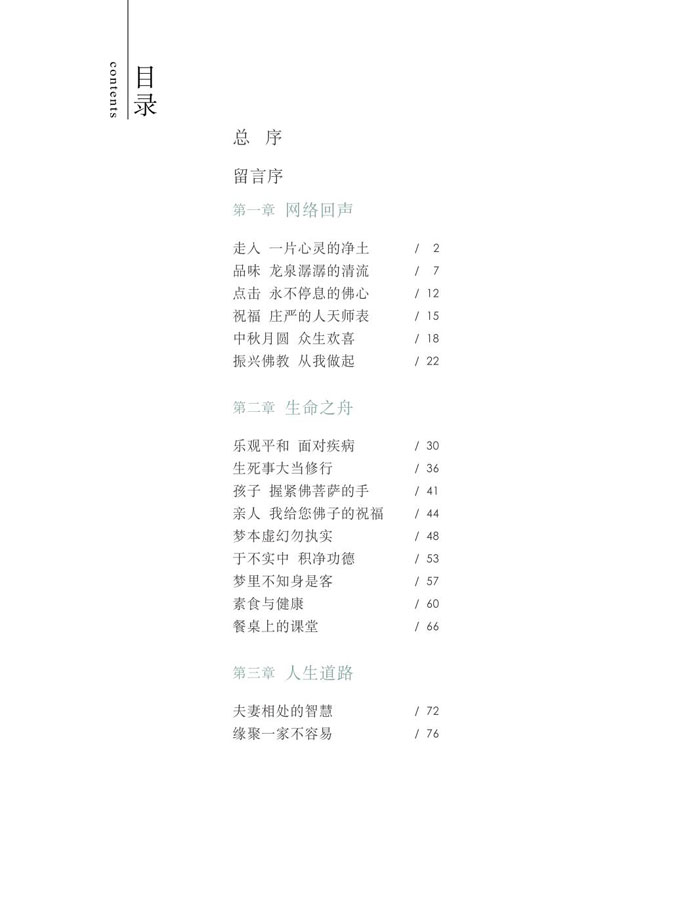 目录
contents
总 序
留言序
第一章 网络回声
走入 一片心灵的净土 / 2
品味 龙泉潺潺的清流 / 7
点击 永不停息的佛心 / 12
祝福 庄严的人天师表 / 15
中秋月圆 众生欢喜 / 18
振兴佛教 从我做起 / 22
第二章 生命之舟
乐观平和 面对疾病 / 30
生死事大当修行 / 36
孩子 握紧佛菩萨的手 / 41
亲人 我给您佛子的祝福 / 44
梦本虚幻勿执实 / 48
于不实中 积净功德 / 53
梦里不知身是客 / 57
素食与健康 / 60
餐桌上的课堂 / 66
第三章 人生道路
夫妻相处的智慧 / 72
缘聚一家不容易 / 76